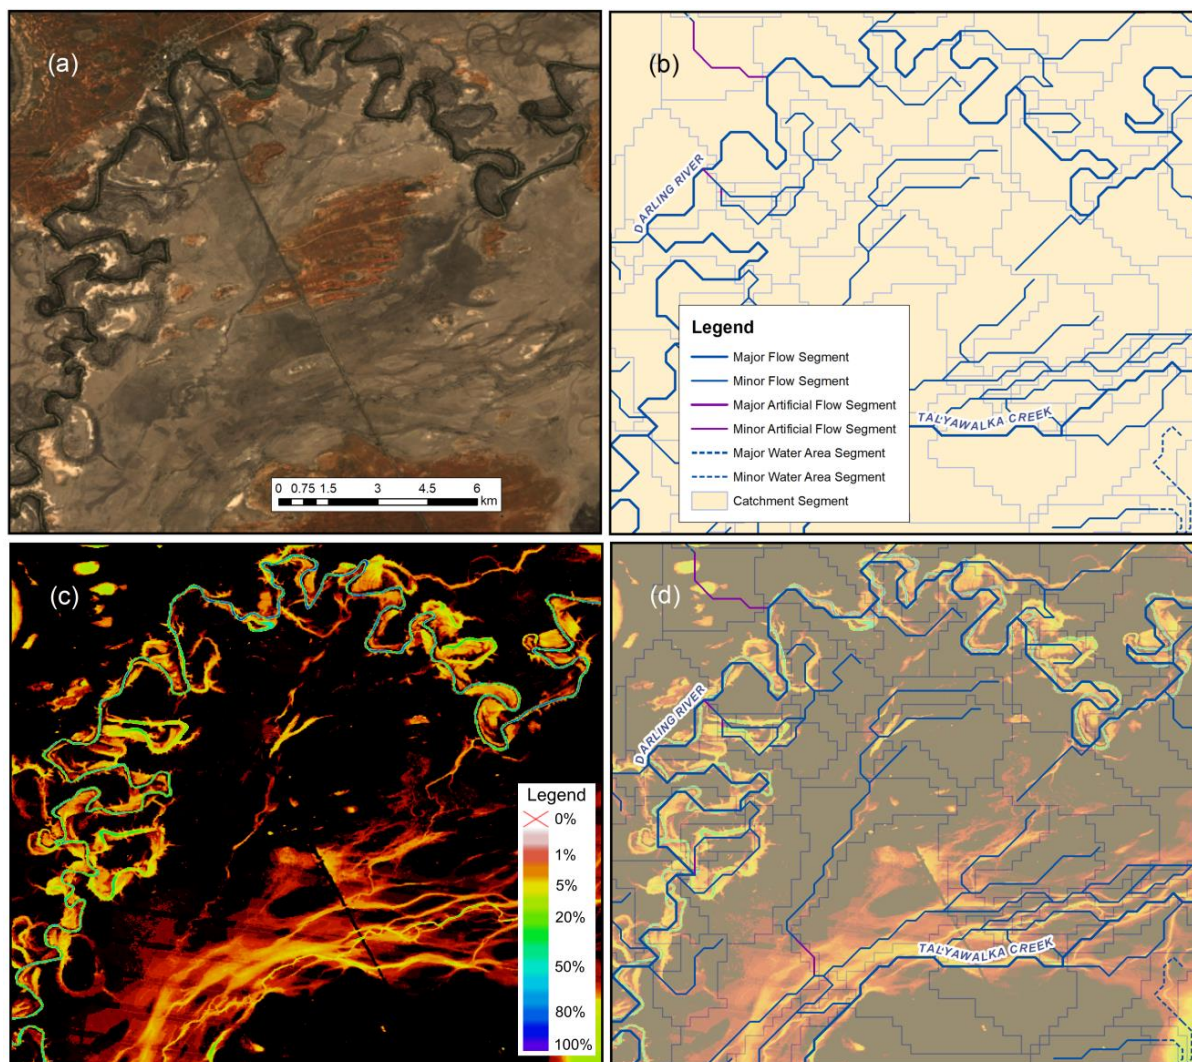 (a)
0 0.75 1.5 3 4.5 6
km
(b)
DARLING RIVER
Legend
Major Flow Segment
Minor Flow Segment
Major Artificial Flow Segment
Minor Artificial Flow Segment
Major Water Area Segment
Minor Water Area Segment
Catchment Segment
TALYAWALKA CREEK
(c)
Legend
0%
1%
5%
20%
50%
80%
100%
(d)
DARLING RIVER
TALYAWALKA CREEK